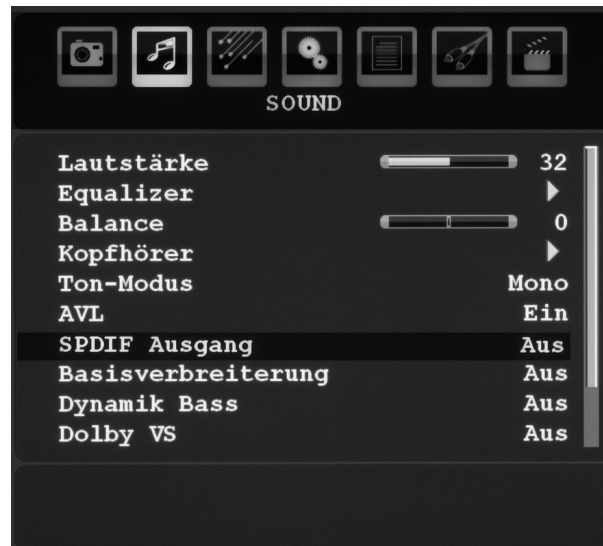 SOUND
Lautstärke 32
Equalizer
Balance 0
Kopfhörer
Ton-Modus Mono
AVL Ein
SPDIF Ausgang Aus
Basisverbreiterung Aus
Dynamik Bass Aus
Dolby VS Aus